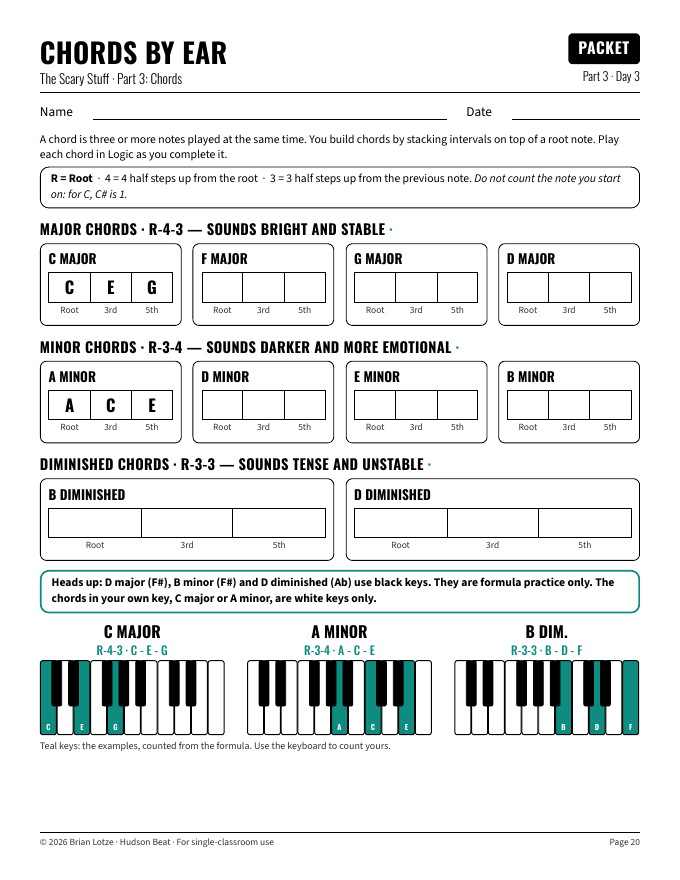 CHORDS BY EAR
PACKET
The Scary Stuff · Part 3: Chords
Part 3 · Day 3
Name
Date
A chord is three or more notes played at the same time. You build chords by stacking intervals on top of a root note. Play
each chord in Logic as you complete it.
R = Root · 4 = 4 half steps up from the root · 3 = 3 half steps up from the previous note. Do not count the note you start
on: for C, C# is 1.
MAJOR CHORDS · R-4-3 — SOUNDS BRIGHT AND STABLE ·
C MAJOR
C E G
Root 3rd 5th
F MAJOR
Root 3rd 5th
G MAJOR
Root 3rd 5th
D MAJOR
Root 3rd 5th
MINOR CHORDS · R-3-4 — SOUNDS DARKER AND MORE EMOTIONAL ·
A MINOR
A C E
Root 3rd 5th
D MINOR
Root 3rd 5th
E MINOR
Root 3rd 5th
B MINOR
Root 3rd 5th
DIMINISHED CHORDS · R-3-3 — SOUNDS TENSE AND UNSTABLE ·
B DIMINISHED
Root 3rd 5th
D DIMINISHED
Root 3rd 5th
Heads up: D major (F#), B minor (F#) and D diminished (Ab) use black keys. They are formula practice only. The
chords in your own key, C major or A minor, are white keys only.
C MAJOR
R-4-3 · C - E - G
C E G
A MINOR
R-3-4 · A - C - E
A C E
B DIM.
R-3-3 · B - D - F
B D F
Teal keys: the examples, counted from the formula. Use the keyboard to count yours.
© 2026 Brian Lotze · Hudson Beat · For single-classroom use
Page 20